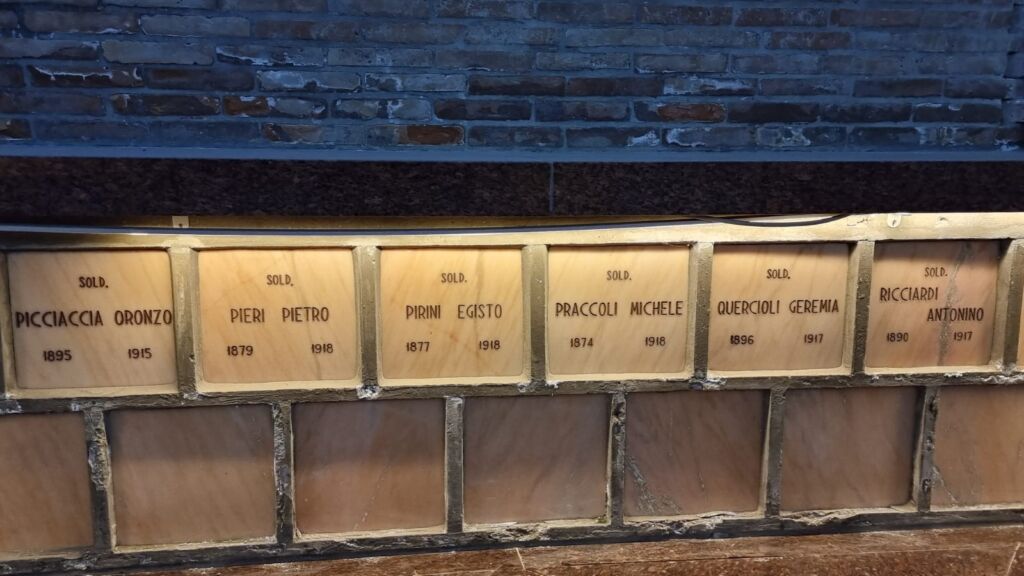 SOLD.
PICCIACCIA ORONZO
1895 1915
SOLD.
PIERI PIETRO
1879 1918
SOLD.
PIRINI EGISTO
1877 1918
SOLD.
PRACCOLI MICHELE
1874 1918
SOLD.
QUERCIOLI GEREMIA
1896 1917
SOLD.
RICCIARDI
ANTONINO
1890 1917